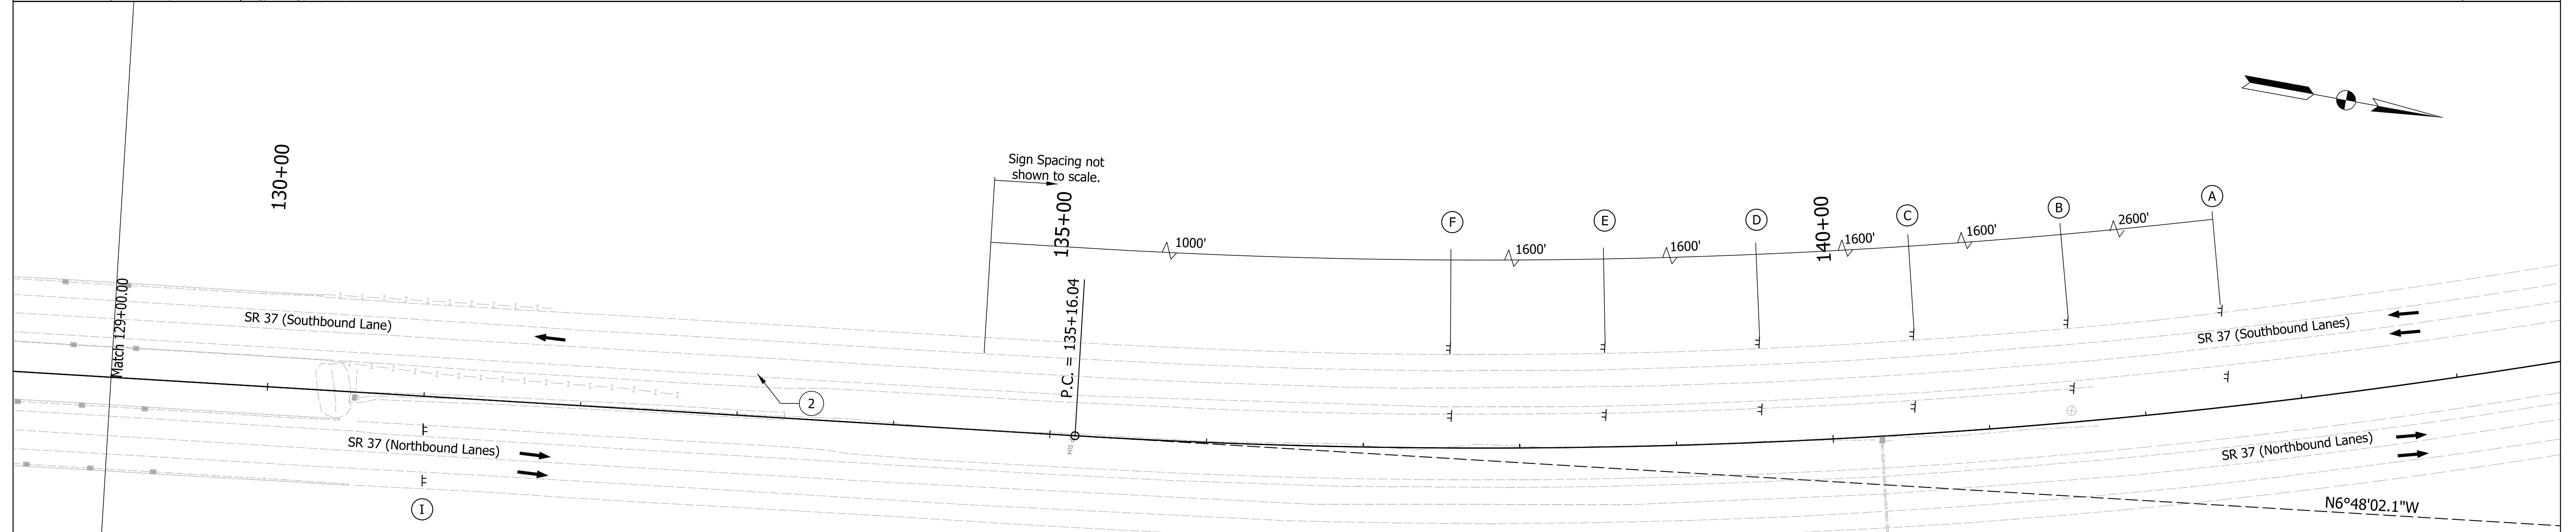 Match 129+00.00
130+00
SR 37 (Southbound Lane)
SR 37 (Northbound Lanes)
I
2
Sign Spacing not
shown to scale.
135+00
P.C. = 135+16.04
1000'
F
1600'
E
1600'
D
140+00
1600'
C
1600'
B
2600'
A
SR 37 (Southbound Lanes)
SR 37 (Northbound Lanes)
N6°48'02.1"W